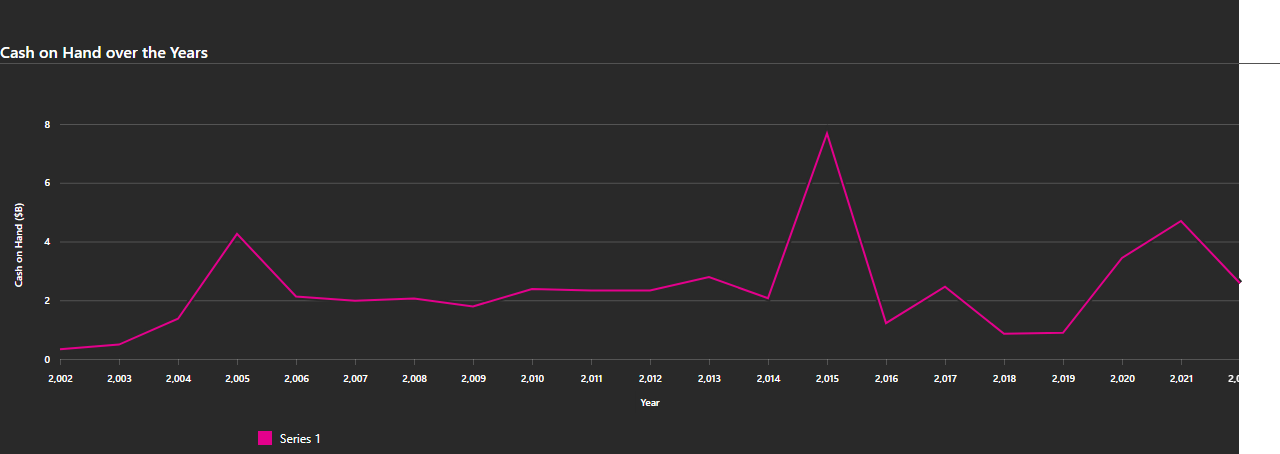 Cash on Hand over the Years
8
6
4
2
0
Cash on Hand ($B)
2,002 2,003 2,004 2,005 2,006 2,007 2,008 2,009 2,010 2,011 2,012 2,013 2,014 2,015 2,016 2,017 2,018 2,019 2,020 2,021
Year
Series 1